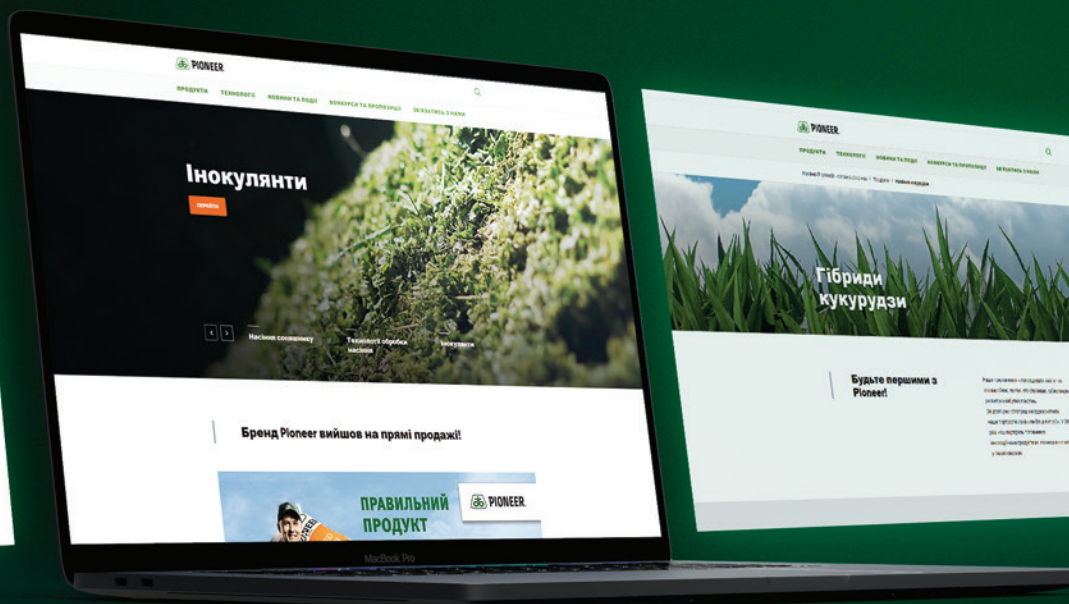 PIONEER
ПРОДУКТИ ТЕХНОЛОГІЇ НОВИНИ ТА ПОДІЇ КОНКУРСИ ТА ПРОПОЗИЦІЇ ЗВ'ЯЗАТИСЬ З НАМИ
Інокулянти
ПЕРЕЙТИ
Насіння соняшнику
Технології обробки
насіння
Інокулянти
Бренд Pioneer вийшов на прямі продажі!
ПРАВИЛЬНИЙ
ПРОДУКТ
PIONEER
MacBook Pro
PIONEER
ПРОДУКТИ ТЕХНОЛОГІЇ НОВИНИ ТА ПОДІЇ КОНКУРСИ ТА ПРОПОЗИЦІЇ ЗВ'ЯЗАТИСЬ З НАМИ
Гібриди
кукурудзи
Будьте першими з
Pioneer!